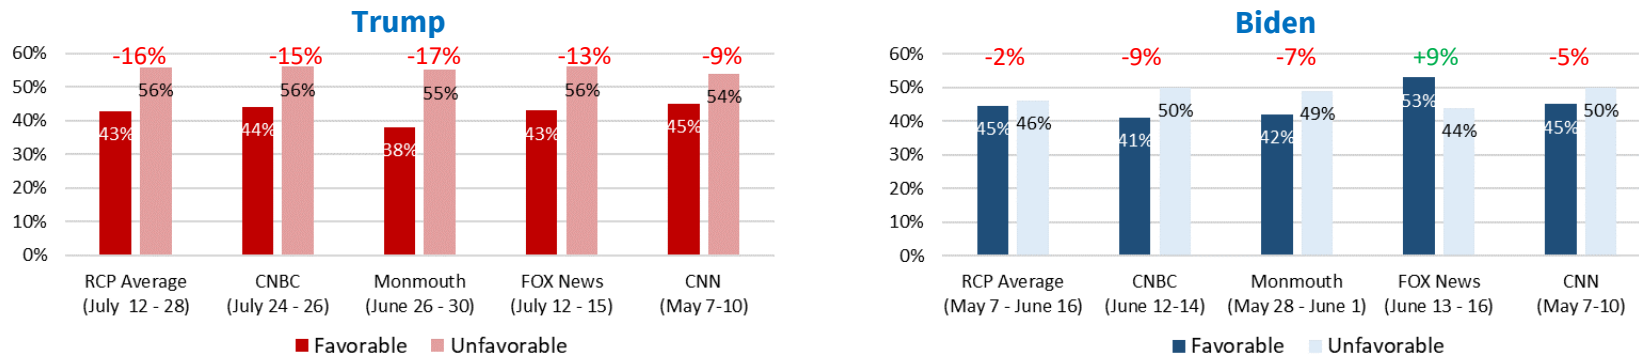 Trump
60%
50%
40%
30%
20%
10%
0%
-16%
-15%
-17%
-13%
-9%
43%
56%
44%
56%
38%
55%
43%
56%
45%
54%
RCP Average
(July 12 - 28)
CNBC
(July 24 - 26)
Monmouth
(June 26 - 30)
FOX News
(July 12 - 15)
CNN
(May 7-10)
Favorable
Unfavorable
Biden
60%
50%
40%
30%
20%
10%
0%
-2%
-9%
-7%
+9%
-5%
45%
46%
41%
50%
42%
49%
53%
44%
45%
50%
RCP Average
(May 7 - June 16)
CNBC
(June 12-14)
Monmouth
(May 28 - June 1)
FOX News
(June 13 - 16)
CNN
(May 7-10)
Favorable
Unfavorable